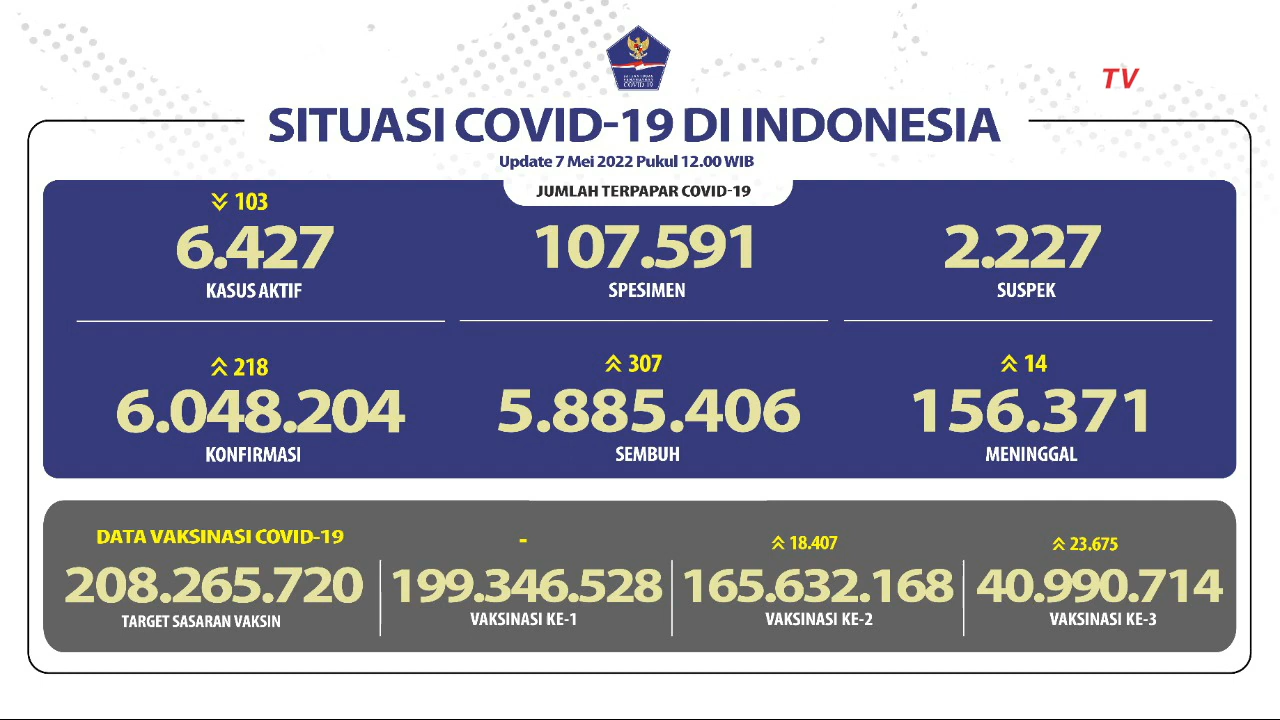 TV
SITUASI COVID-19 DI INDONESIA
Update 7 Mei 2022 Pukul 12.00 WIB
JUMLAH TERPAPAR COVID-19
103
6.427
KASUS AKTIF
107.591
SPESIMEN
2.227
SUSPEK
218
6.048.204
KONFIRMASI
307
5.885.406
SEMBUH
14
156.371
MENINGGAL
DATA VAKSINASI COVID-19
208.265.720
TARGET SASARAN VAKSIN
-
199.346.528
VAKSINASI KE-1
18.407
165.632.168
VAKSINASI KE-2
23.675
40.990.714
VAKSINASI KE-3